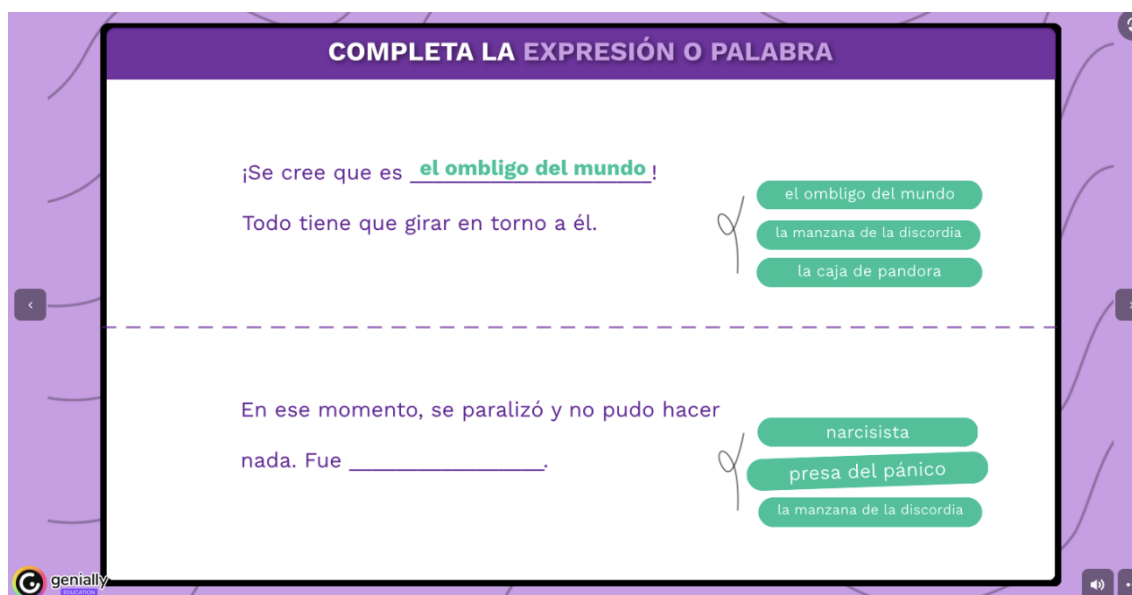 COMPLETA LA EXPRESIÓN O PALABRA
¡Se cree que es el ombligo del mundo!
Todo tiene que girar en torno a él.
el ombligo del mundo
la manzana de la discordia
la caja de pandora
En ese momento, se paralizó y no pudo hacer
nada. Fue _________________.
narcisista
presa del pánico
la manzana de la discordia
genially
EDUCATION